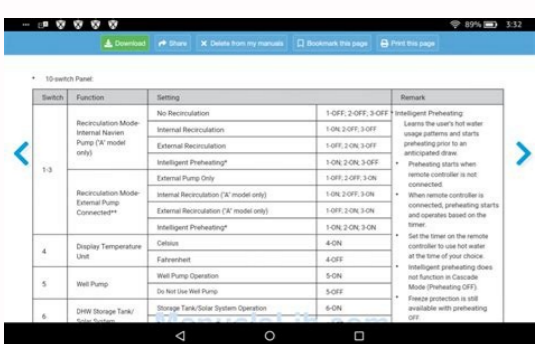 89% 3:32
Download Share Delete from my manuals Bookmark this page Print this page
• 10-switch Panel:
Switch Function Setting Remark
1-3
Recirculation Mode-
Internal Navien
Pump ("A" model
only)
No Recirculation 1-OFF; 2-OFF; 3-OFF
Internal Recirculation 1-ON; 2-OFF; 3-OFF
External Recirculation 1-OFF; 2-ON; 3-OFF
Intelligent Preheating* 1-ON; 2-ON; 3-OFF
Recirculation Mode-
External Pump
Connected**
External Pump Only 1-OFF; 2-OFF; 3-ON
Internal Recirculation ("A" model only) 1-ON; 2-OFF; 3-ON
External Recirculation ("A" model only) 1-OFF; 2-ON; 3-ON
Intelligent Preheating* 1-ON; 2-ON; 3-ON
4
Display Temperature
Unit
Celsius 4-ON
Fahrenheit 4-OFF
5 Well Pump
Well Pump Operation 5-ON
Do Not Use Well Pump 5-OFF
6
DHW Storage Tank/
Solar System
Storage Tank/Solar System Operation 6-ON
* Intelligent Preheating:
Learns the user's hot water
usage patterns and starts
preheating prior to an
anticipated draw.
• Preheating starts when
remote controller is not
connected.
• When remote controller is
connected, preheating starts
and operates based on the
timer.
• Set the timer on the remote
controller to use hot water
at the time of your choice.
• Intelligent preheating does
not function in Cascade
Mode (Preheating OFF).
• Freeze protection is still
available with preheating
OFF.